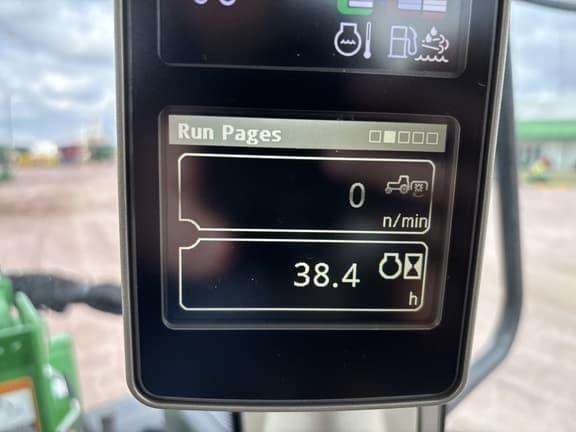 Run Pages
0
n/min
38.4
h